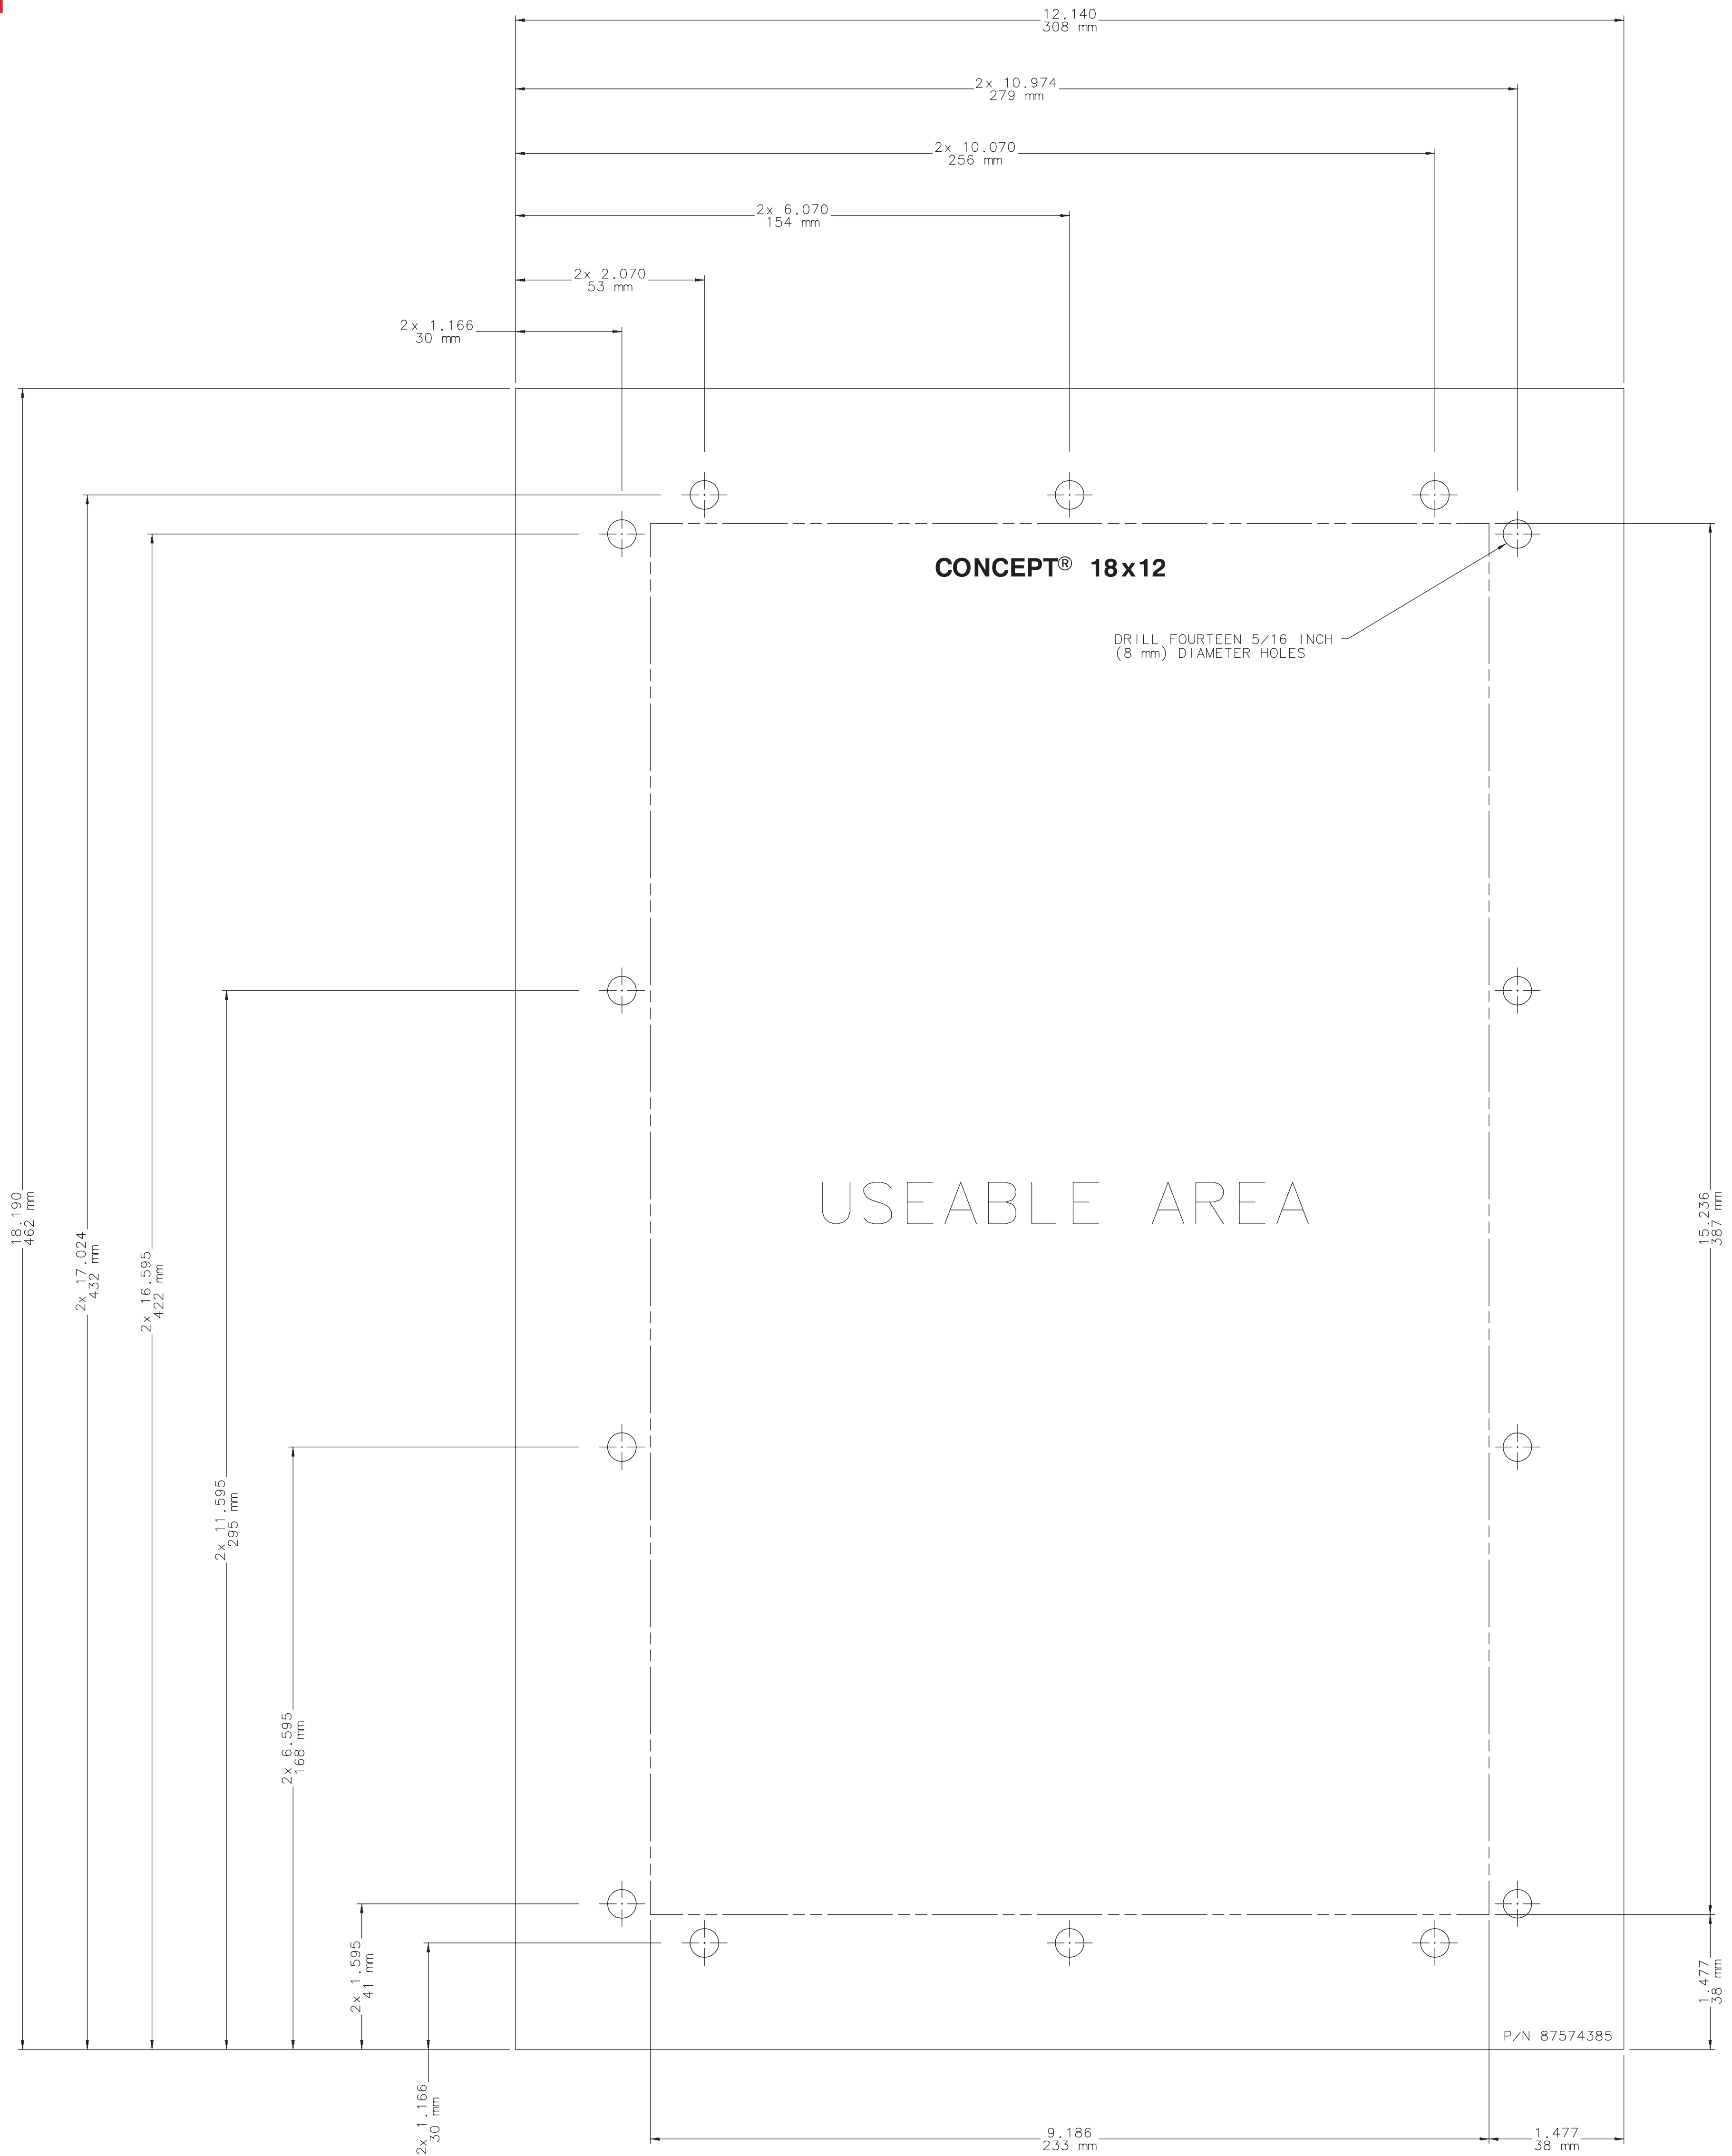 12.140
308 mm
2x 10.974
279 mm
2x 10.070
256 mm
2x 6.070
154 mm
2x 2.070
53 mm
2x 1.166
30 mm
CONCEPT® 18x12
DRILL FOURTEEN 5/16 INCH
(8 mm) DIAMETER HOLES
USEABLE AREA
18.190
462 mm
2x 17.024
432 mm
2x 16.595
422 mm
2x 11.595
295 mm
2x 6.595
168 mm
2x 1.595
41 mm
2x 1.166
30 mm
15.236
387 mm
1.477
38 mm
P/N 87574385
9.186
233 mm
1.477
38 mm